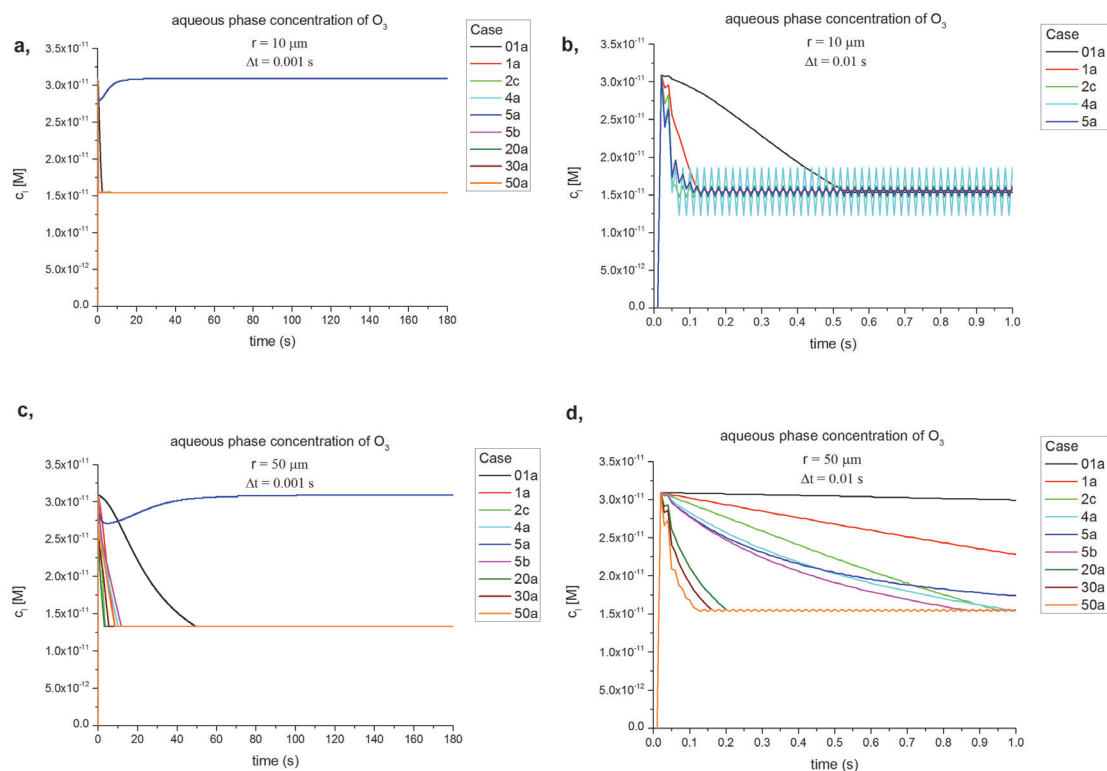 a,
aqueous phase concentration of O3
r = 10 μm
Δt = 0.001 s
3.5x10-11
3.0x10-11
2.5x10-11
2.0x10-11
1.5x10-11
1.0x10-11
5.0x10-12
0.0
ci [M]
0 20 40 60 80 100 120 140 160 180
time (s)
Case
01a
1a
2c
4a
5a
5b
20a
30a
50a
b,
aqueous phase concentration of O3
r = 10 μm
Δt = 0.01 s
3.5x10-11
3.0x10-11
2.5x10-11
2.0x10-11
1.5x10-11
1.0x10-11
5.0x10-12
0.0
ci [M]
0.0 0.1 0.2 0.3 0.4 0.5 0.6 0.7 0.8 0.9 1.0
time (s)
Case
01a
1a
2c
4a
5a
c,
aqueous phase concentration of O3
r = 50 μm
Δt = 0.001 s
3.5x10-11
3.0x10-11
2.5x10-11
2.0x10-11
1.5x10-11
1.0x10-11
5.0x10-12
0.0
ci [M]
0 20 40 60 80 100 120 140 160 180
time (s)
Case
01a
1a
2c
4a
5a
5b
20a
30a
50a
d,
aqueous phase concentration of O3
r = 50 μm
Δt = 0.01 s
3.5x10-11
3.0x10-11
2.5x10-11
2.0x10-11
1.5x10-11
1.0x10-11
5.0x10-12
0.0
ci [M]
0.0 0.1 0.2 0.3 0.4 0.5 0.6 0.7 0.8 0.9 1.0
time (s)
Case
01a
1a
2c
4a
5a
5b
20a
30a
50a